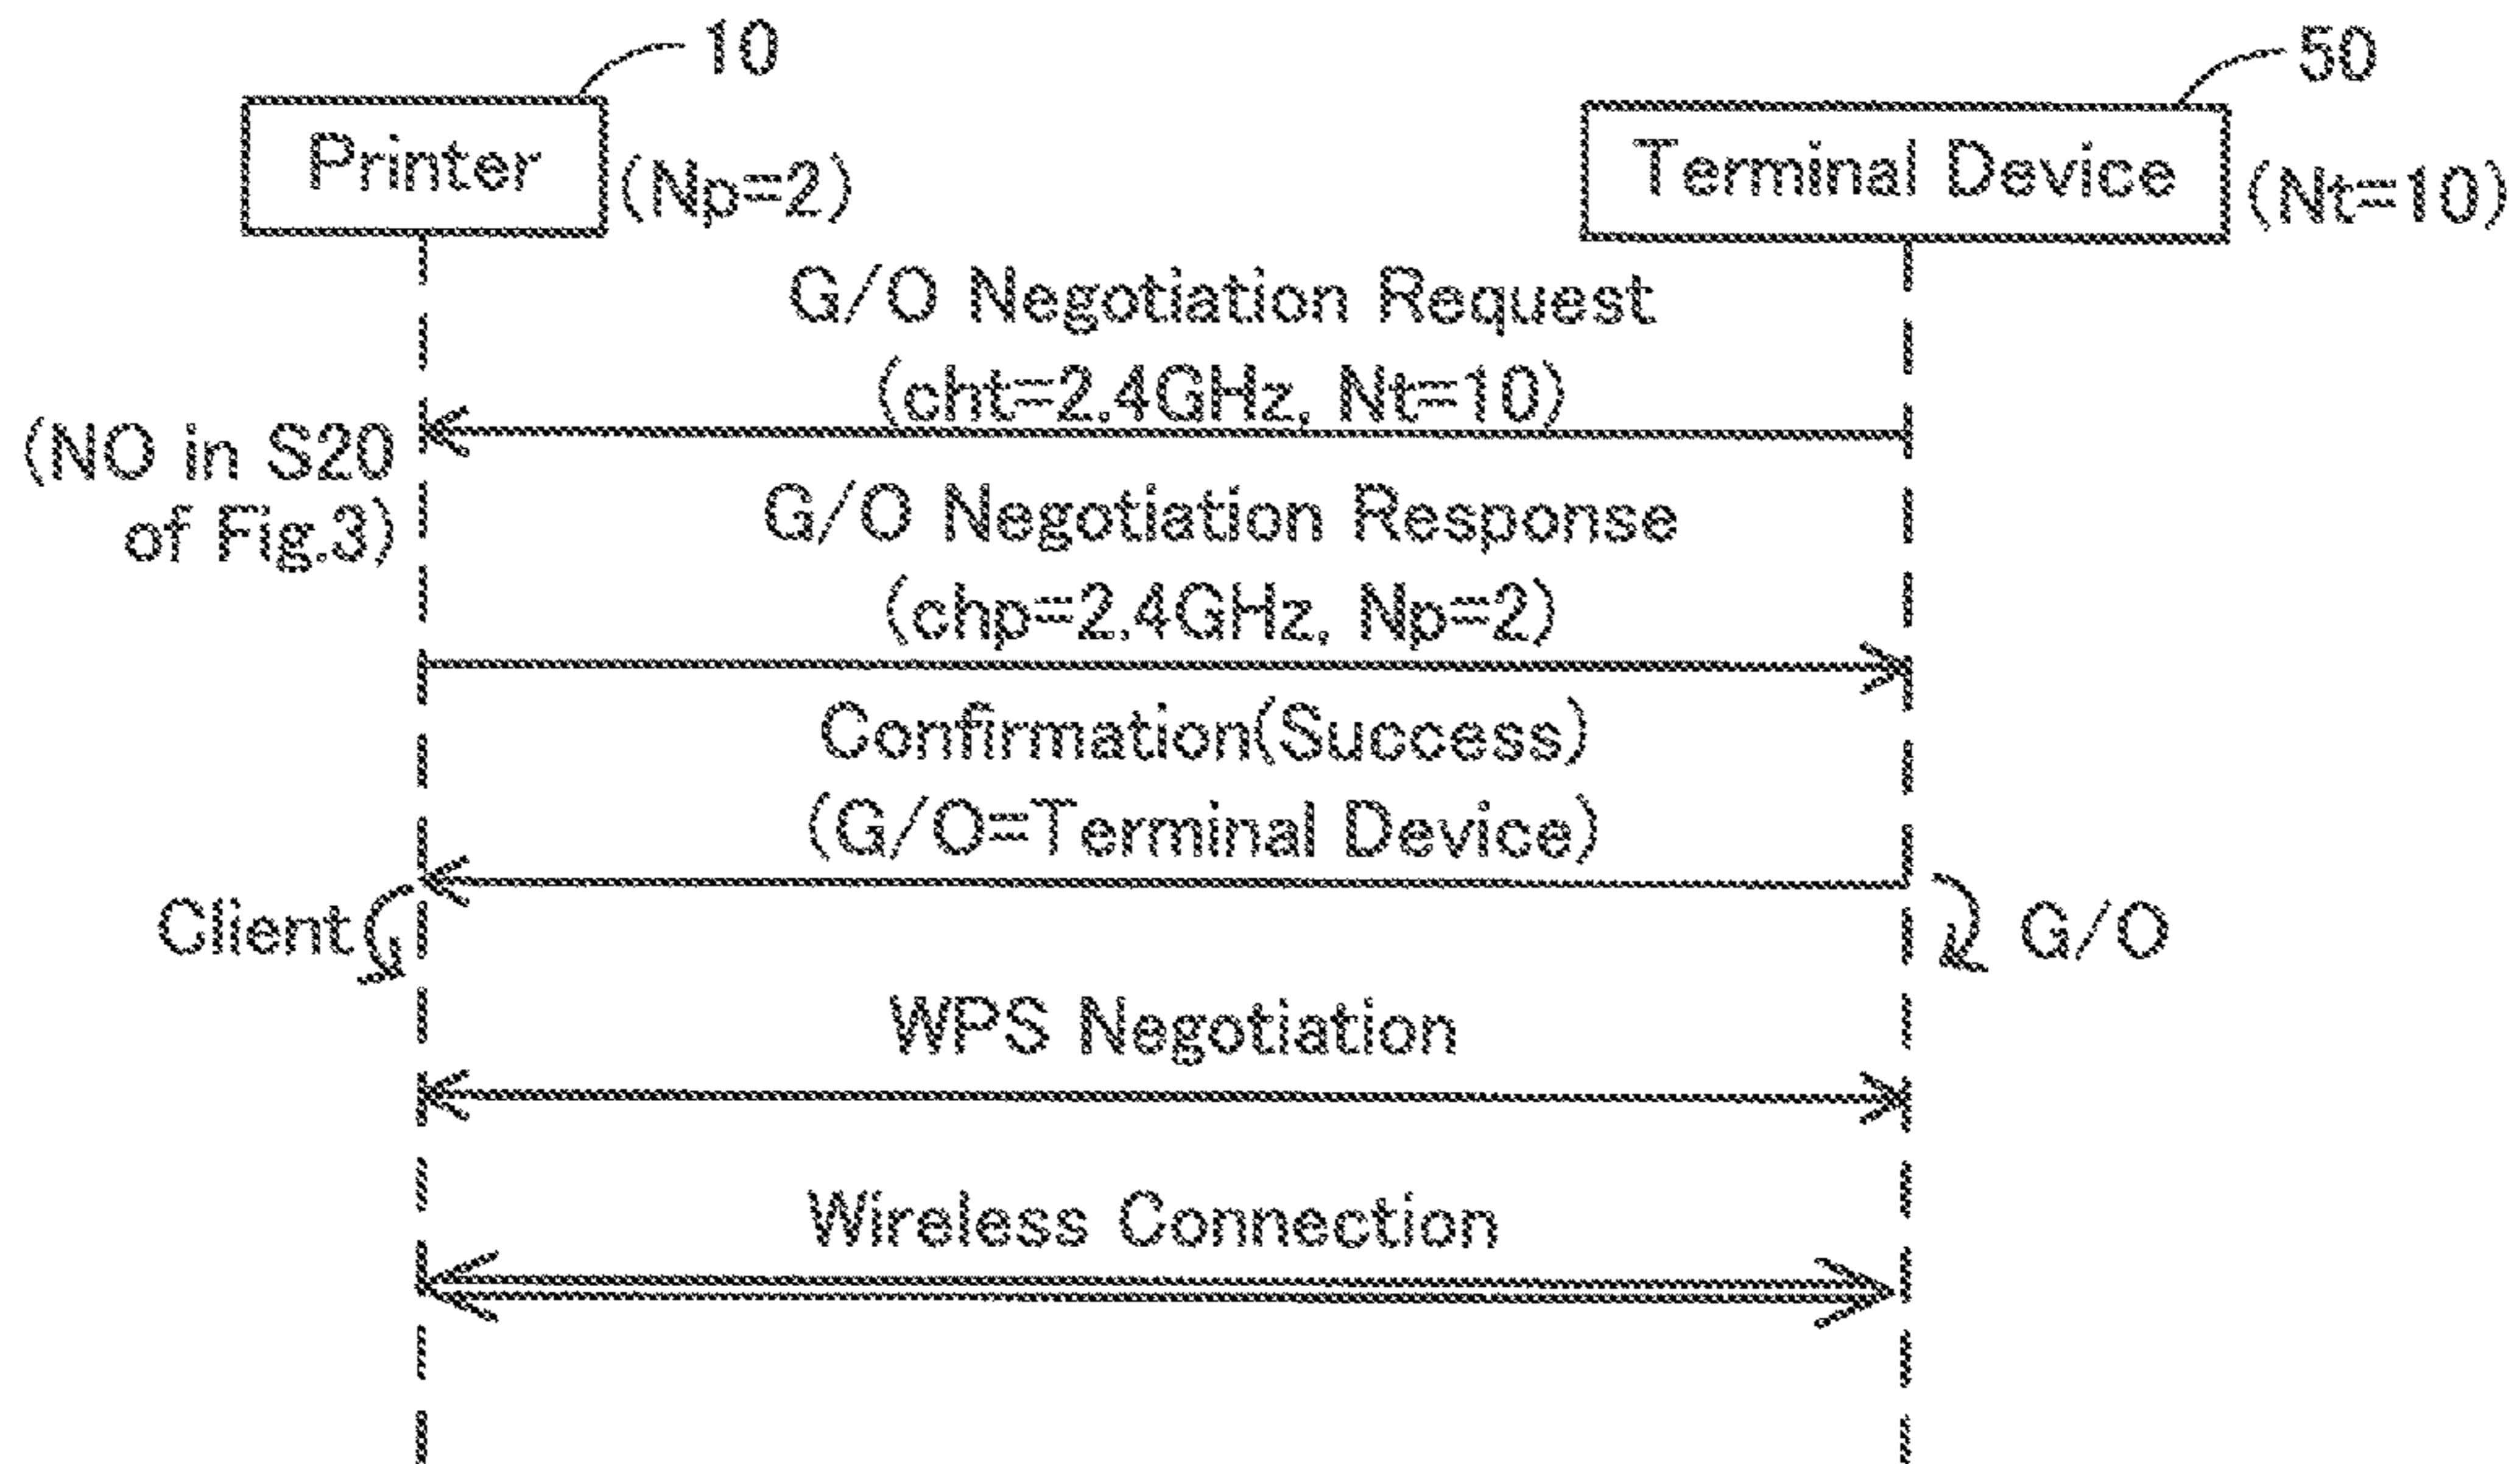 10
50
Printer
(Np=2)
Terminal Device
(Nt=10)
G/O Negotiation Request
(cht=2.4GHz, Nt=10)
(NO in S20
of Fig.3)
G/O Negotiation Response
(chp=2.4GHz, Np=2)
Confirmation(Success)
(G/O=Terminal Device)
Client
G/O
WPS Negotiation
Wireless Connection